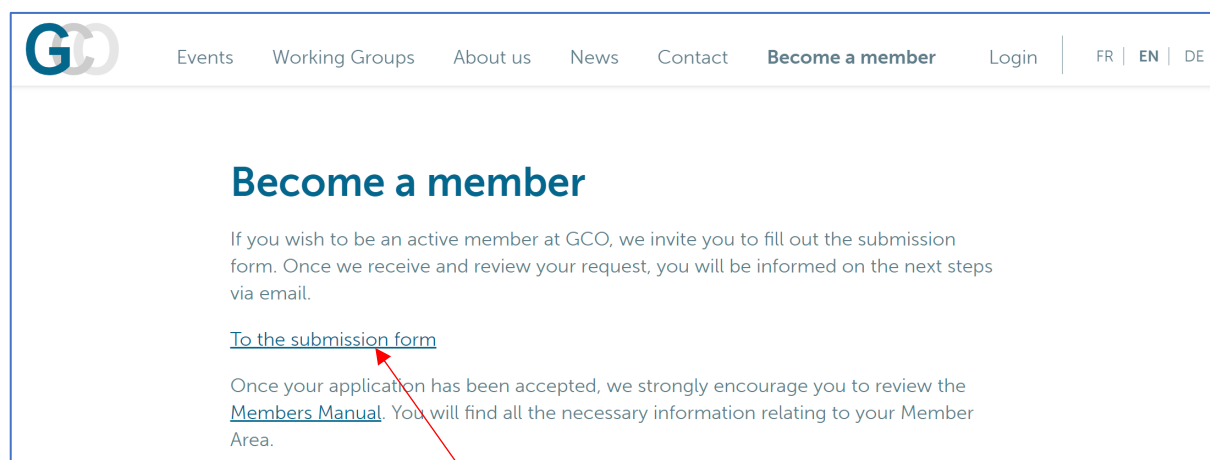 GCO
Events Working Groups About us News Contact Become a member Login FR | EN | DE
Become a member
If you wish to be an active member at GCO, we invite you to fill out the submission
form. Once we receive and review your request, you will be informed on the next steps
via email.
To the submission form
Once your application has been accepted, we strongly encourage you to review the
Members Manual. You will find all the necessary information relating to your Member
Area.